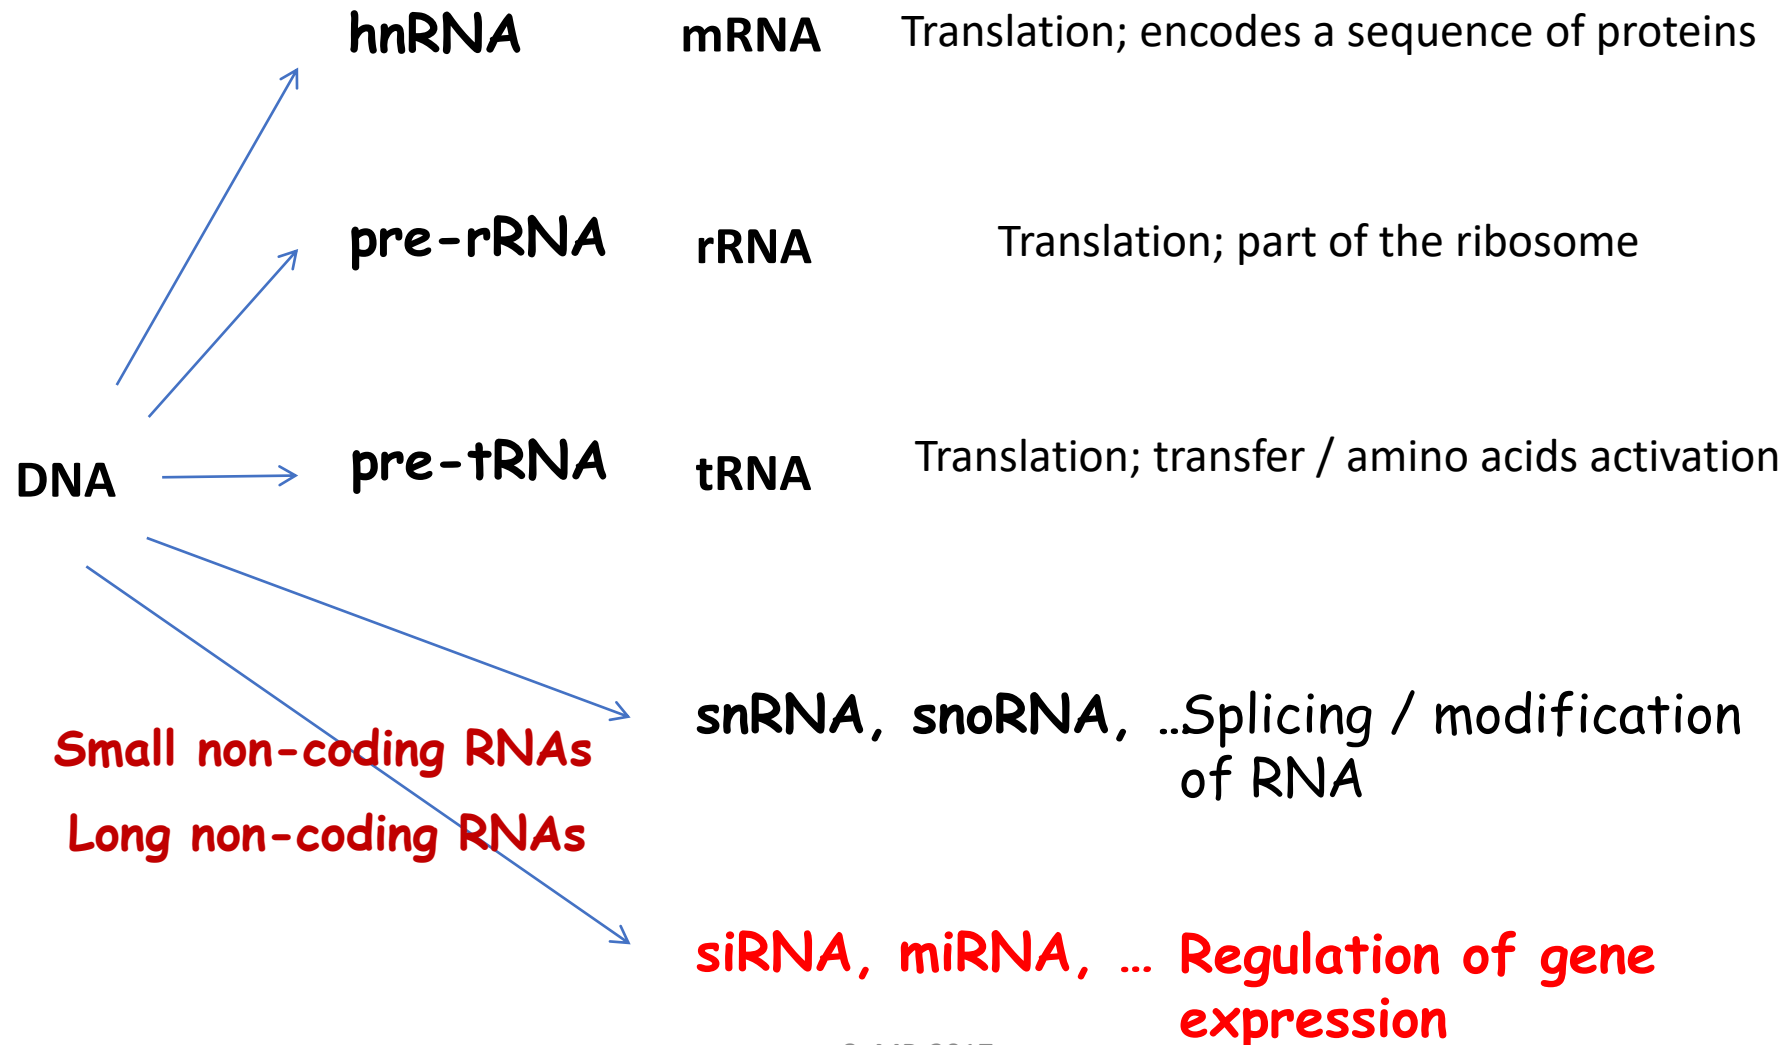 hnRNA mRNA Translation; encodes a sequence of proteins
pre-rRNA rRNA Translation; part of the ribosome
DNA pre-tRNA tRNA Translation; transfer / amino acids activation
snRNA, snoRNA, … Splicing / modification
of RNA
Small non-coding RNAs
Long non-coding RNAs
siRNA, miRNA, … Regulation of gene
expression